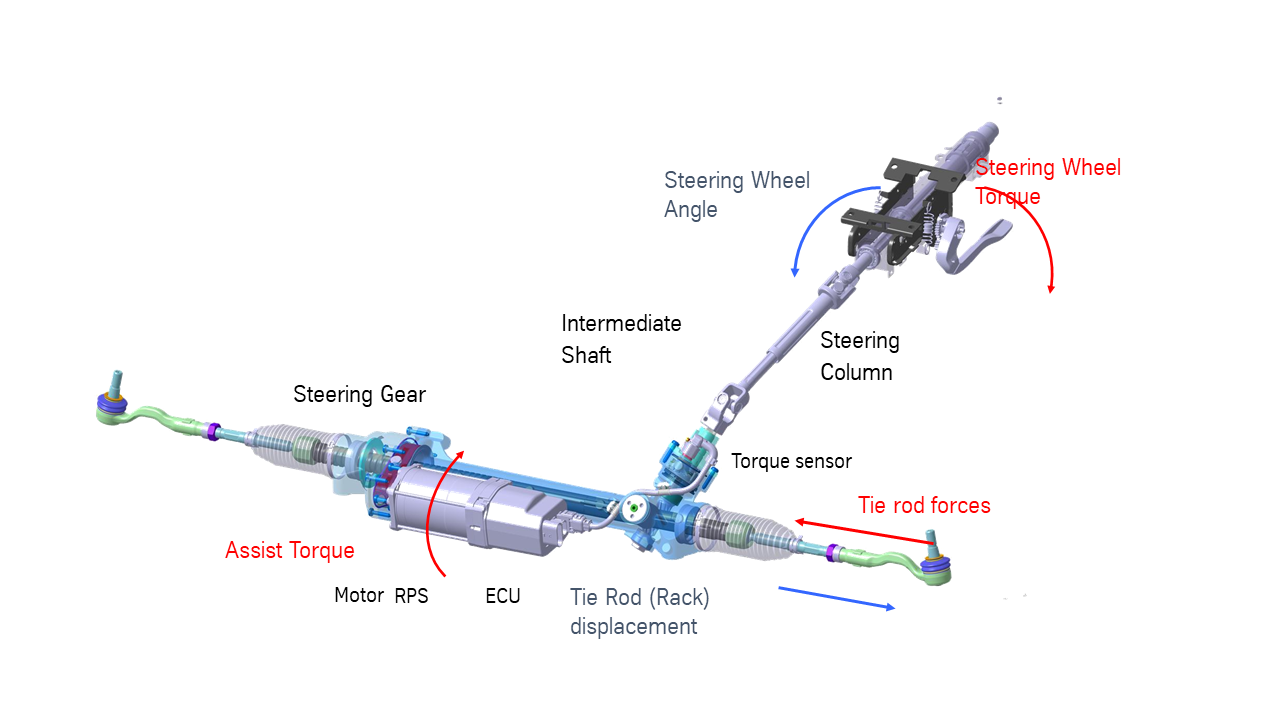 Steering Wheel
Torque
Steering Wheel
Angle
Intermediate
Shaft
Steering
Column
Steering Gear
Torque sensor
Tie rod forces
Assist Torque
Motor RPS
ECU
Tie Rod (Rack)
displacement